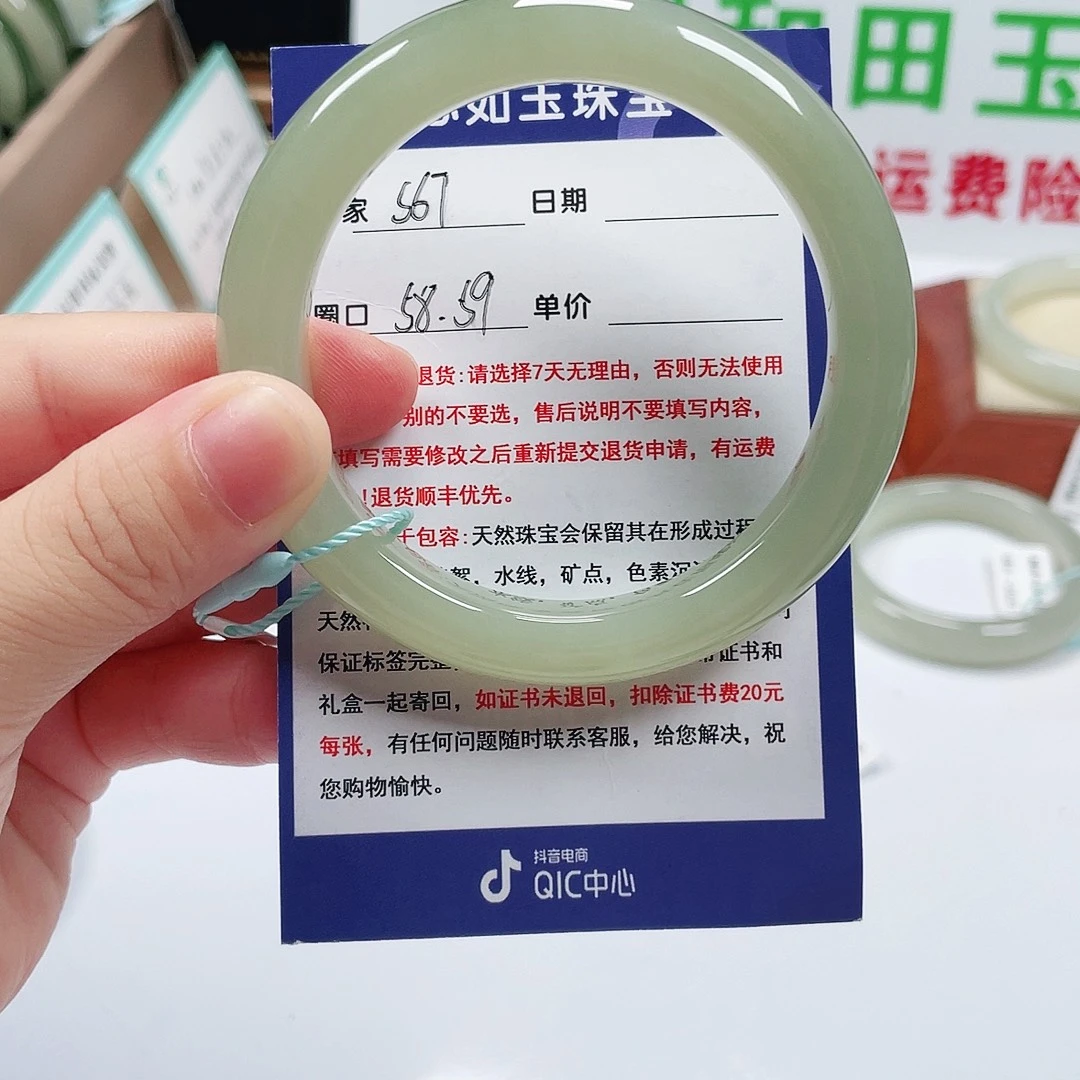 和田玉
运费险
如玉珠宝
家 567 日期
圈口 58.59 单价
退货:请选择7天无理由，否则无法使用
别的不要选，售后说明不要填写内容，
填写需要修改之后重新提交退货申请，有运费
!退货顺丰优先。
包容:天然珠宝会保留其在形成过程
絮，水线，矿点，色素沉
天然
保证标签完整 证书和
礼盒一起寄回，如证书未退回，扣除证书费20元
每张，有任何问题随时联系客服，给您解决，祝
您购物愉快。
抖音电商
QIC中心